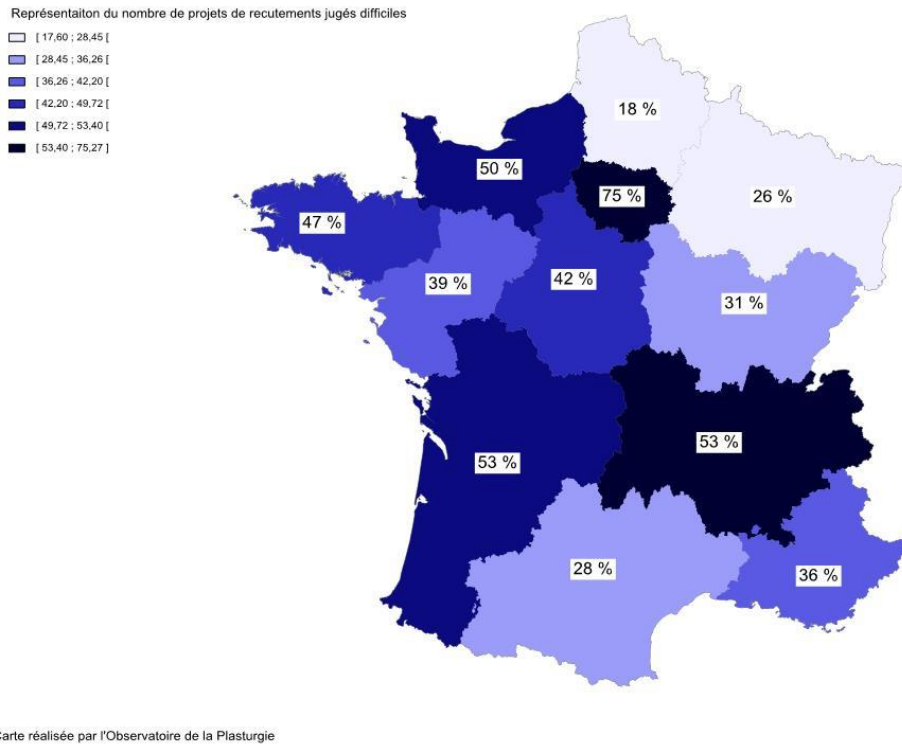 Représentaiton du nombre de projets de recutements jugés difficiles
[ 17,60 ; 28,45 [
[ 28,45 ; 36,26 [
[ 36,26 ; 42,20 [
[ 42,20 ; 49,72 [
[ 49,72 ; 53,40 [
[ 53,40 ; 75,27 ]
18 %
50 %
75 %
26 %
47 %
39 %
42 %
31 %
53 %
53 %
28 %
36 %
Carte réalisée par l'Observatoire de la Plasturgie